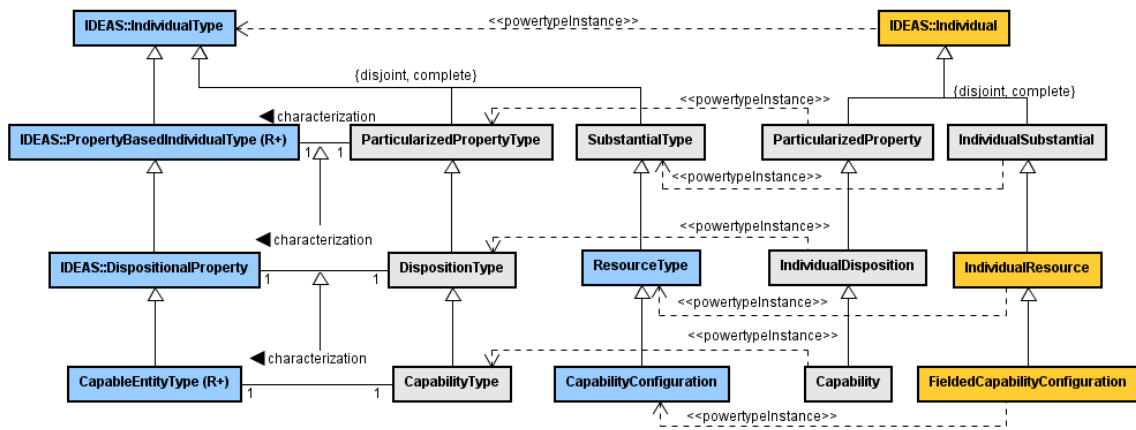 IDEAS::IndividualType
<<powertypeInstance>>
IDEAS::Individual
{disjoint, complete}
{disjoint, complete}
<<powertypeInstance>>
characterization
IDEAS::PropertyBasedIndividualType (R+)
1
1
ParticularizedPropertyType
SubstantialType
ParticularizedProperty
IndividualSubstantial
<<powertypeInstance>>
<<powertypeInstance>>
characterization
IDEAS::DispositionalProperty
1
1
DispositionType
ResourceType
IndividualDisposition
IndividualResource
<<powertypeInstance>>
<<powertypeInstance>>
characterization
CapableEntityType (R+)
1
1
CapabilityType
CapabilityConfiguration
Capability
FieldedCapabilityConfiguration
<<powertypeInstance>>